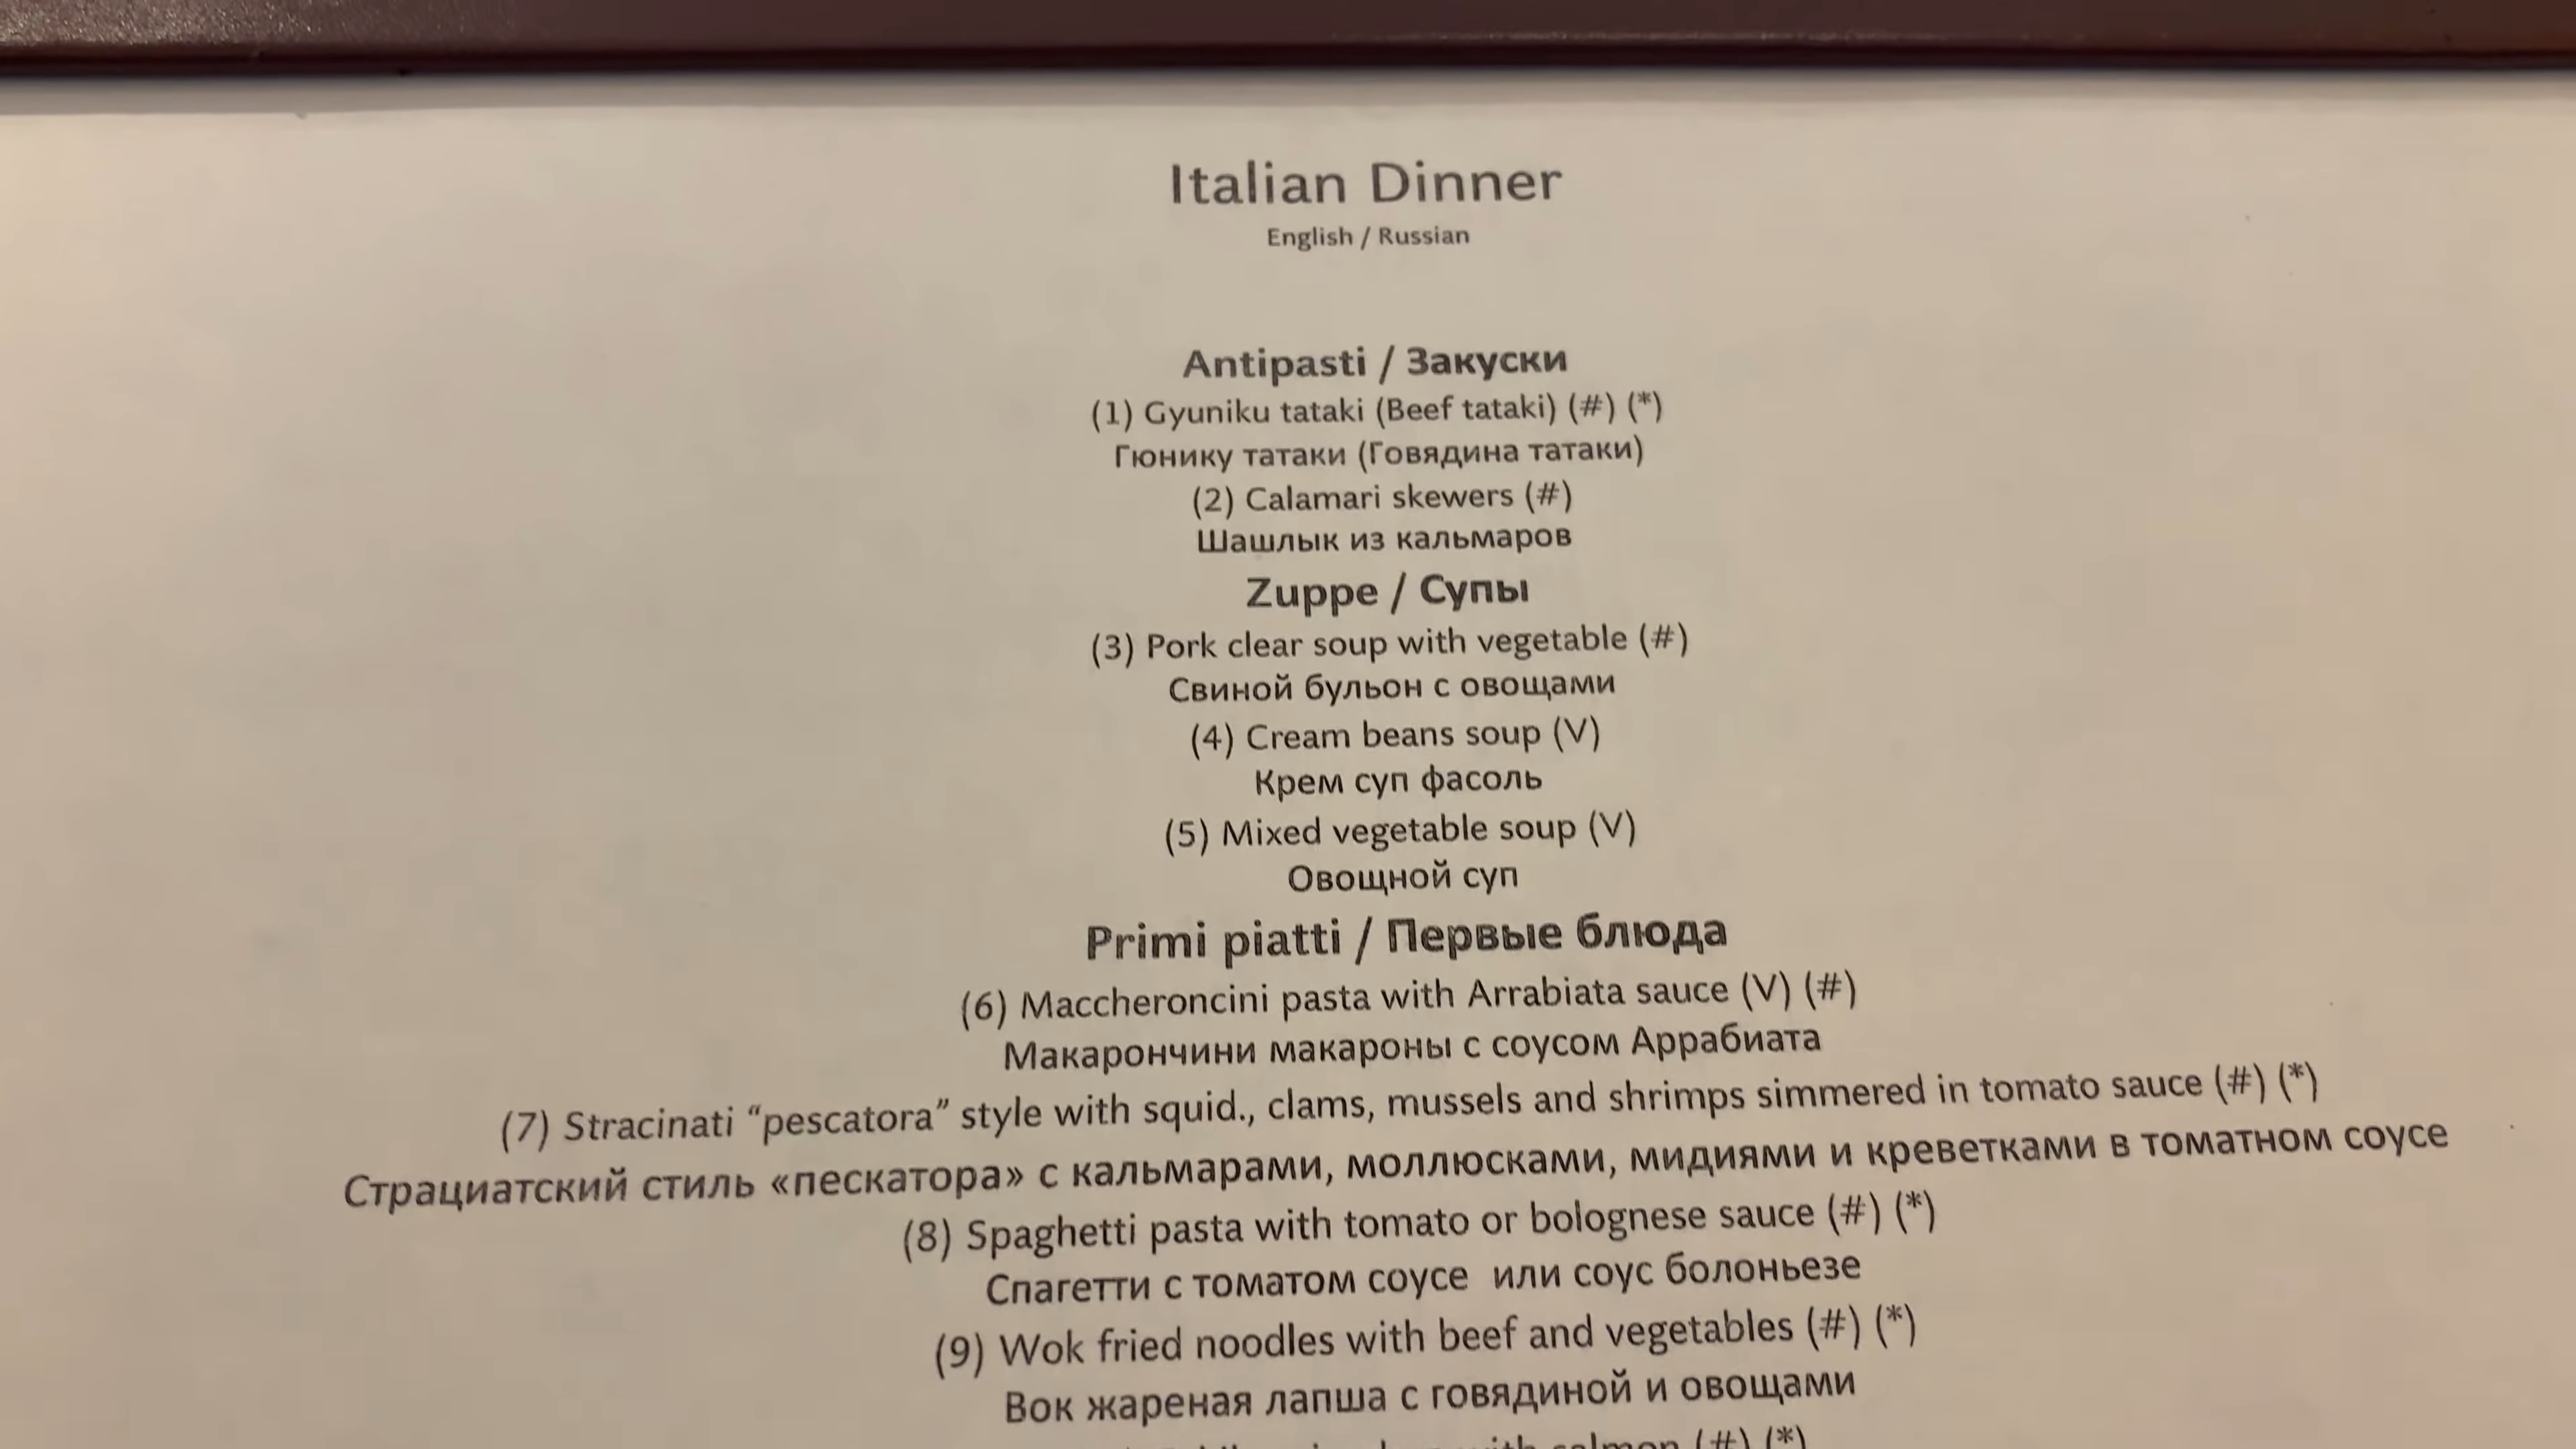 Italian Dinner
English / Russian
Antipasti / Закуски
(1) Gyuniku tataki (Beef tataki) (#) (*)
Гюнику татаки (Говядина татаки)
(2) Calamari skewers (#)
Шашлык из кальмаров
Zuppe / Супы
(3) Pork clear soup with vegetable (#)
Свиной бульон с овощами
(4) Cream beans soup (V)
Крем суп фасоль
(5) Mixed vegetable soup (V)
Овощной суп
Primi piatti / Первые блюда
(6) Maccheroncini pasta with Arrabiata sauce (V) (#)
Макарончини макароны с соусом Аррабиата
(7) Stracinati “pescatora” style with squid., clams, mussels and shrimps simmered in tomato sauce (#) (*)
Страциатский стиль «пескатора» с кальмарами, моллюсками, мидиями и креветками в томатном соусе
(8) Spaghetti pasta with tomato or bolognese sauce (#) (*)
Спагетти с томатом соусе или соус болоньезе
(9) Wok fried noodles with beef and vegetables (#) (*)
Вок жареная лапша с говядиной и овощами
with salmon (#) (*)